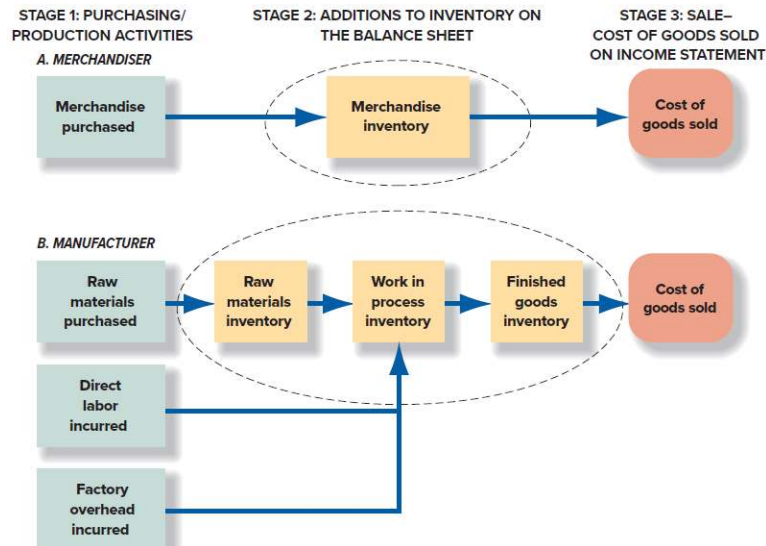 STAGE 1: PURCHASING/
PRODUCTION ACTIVITIES
STAGE 2: ADDITIONS TO INVENTORY ON
THE BALANCE SHEET
STAGE 3: SALE–
COST OF GOODS SOLD
ON INCOME STATEMENT
A. MERCHANDISER
Merchandise
purchased
Merchandise
inventory
Cost of
goods sold
B. MANUFACTURER
Raw
materials
purchased
Raw
materials
inventory
Work in
process
inventory
Finished
goods
inventory
Cost of
goods sold
Direct
labor
incurred
Factory
overhead
incurred